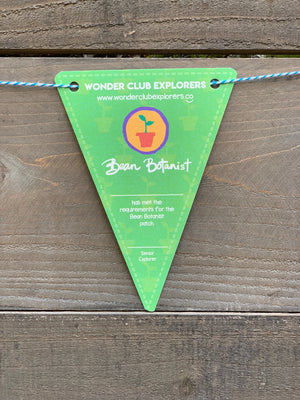 WONDER CLUB EXPLORERS
www.wonderclubexplorers.co
Bean Botanist
has met the
requirements for the
Bean Botanist
patch.
Senior
Explorer